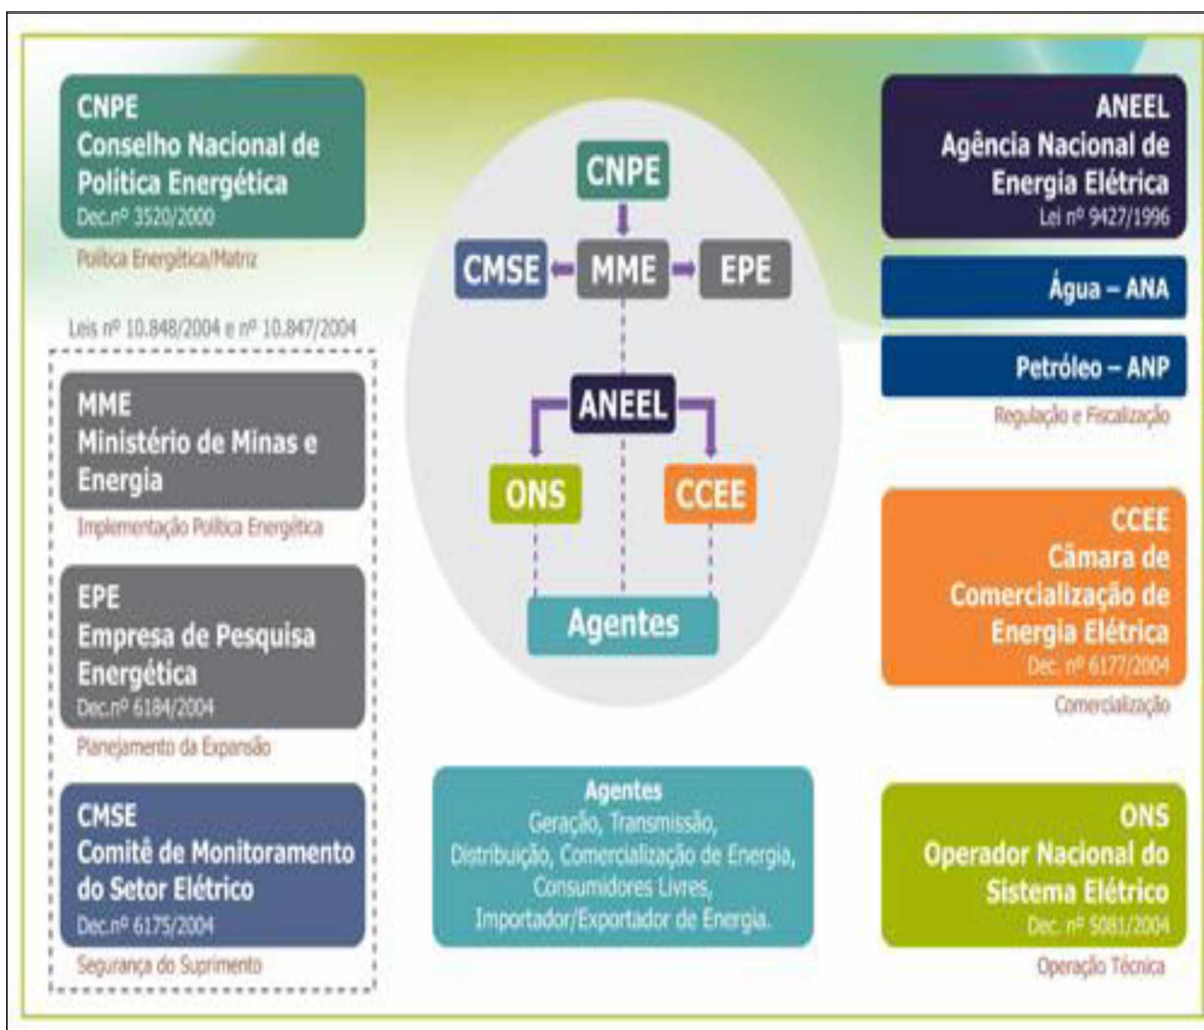 CNPE
Conselho Nacional de
Política Energética
Dec.nº 3520/2000
Política Energética/Matriz
Leis nº 10.848/2004 e nº 10.847/2004
MME
Ministério de Minas e
Energia
Implementação Política Energética
EPE
Empresa de Pesquisa
Energética
Dec.nº 6184/2004
Planejamento da Expansão
CMSE
Comitê de Monitoramento
do Setor Elétrico
Dec.nº 6175/2004
Segurança do Suprimento
CNPE
CMSE
MME
EPE
ANEEL
ONS
CCEE
Agentes
Agentes
Geração, Transmissão,
Distribuição, Comercialização de Energia,
Consumidores Livres,
Importador/Exportador de Energia.
ANEEL
Agência Nacional de
Energia Elétrica
Lei nº 9427/1996
Água – ANA
Petróleo – ANP
Regulação e Fiscalização
CCEE
Câmara de
Comercialização de
Energia Elétrica
Dec. nº 6177/2004
Comercialização
ONS
Operador Nacional do
Sistema Elétrico
Dec. nº 5081/2004
Operação Técnica